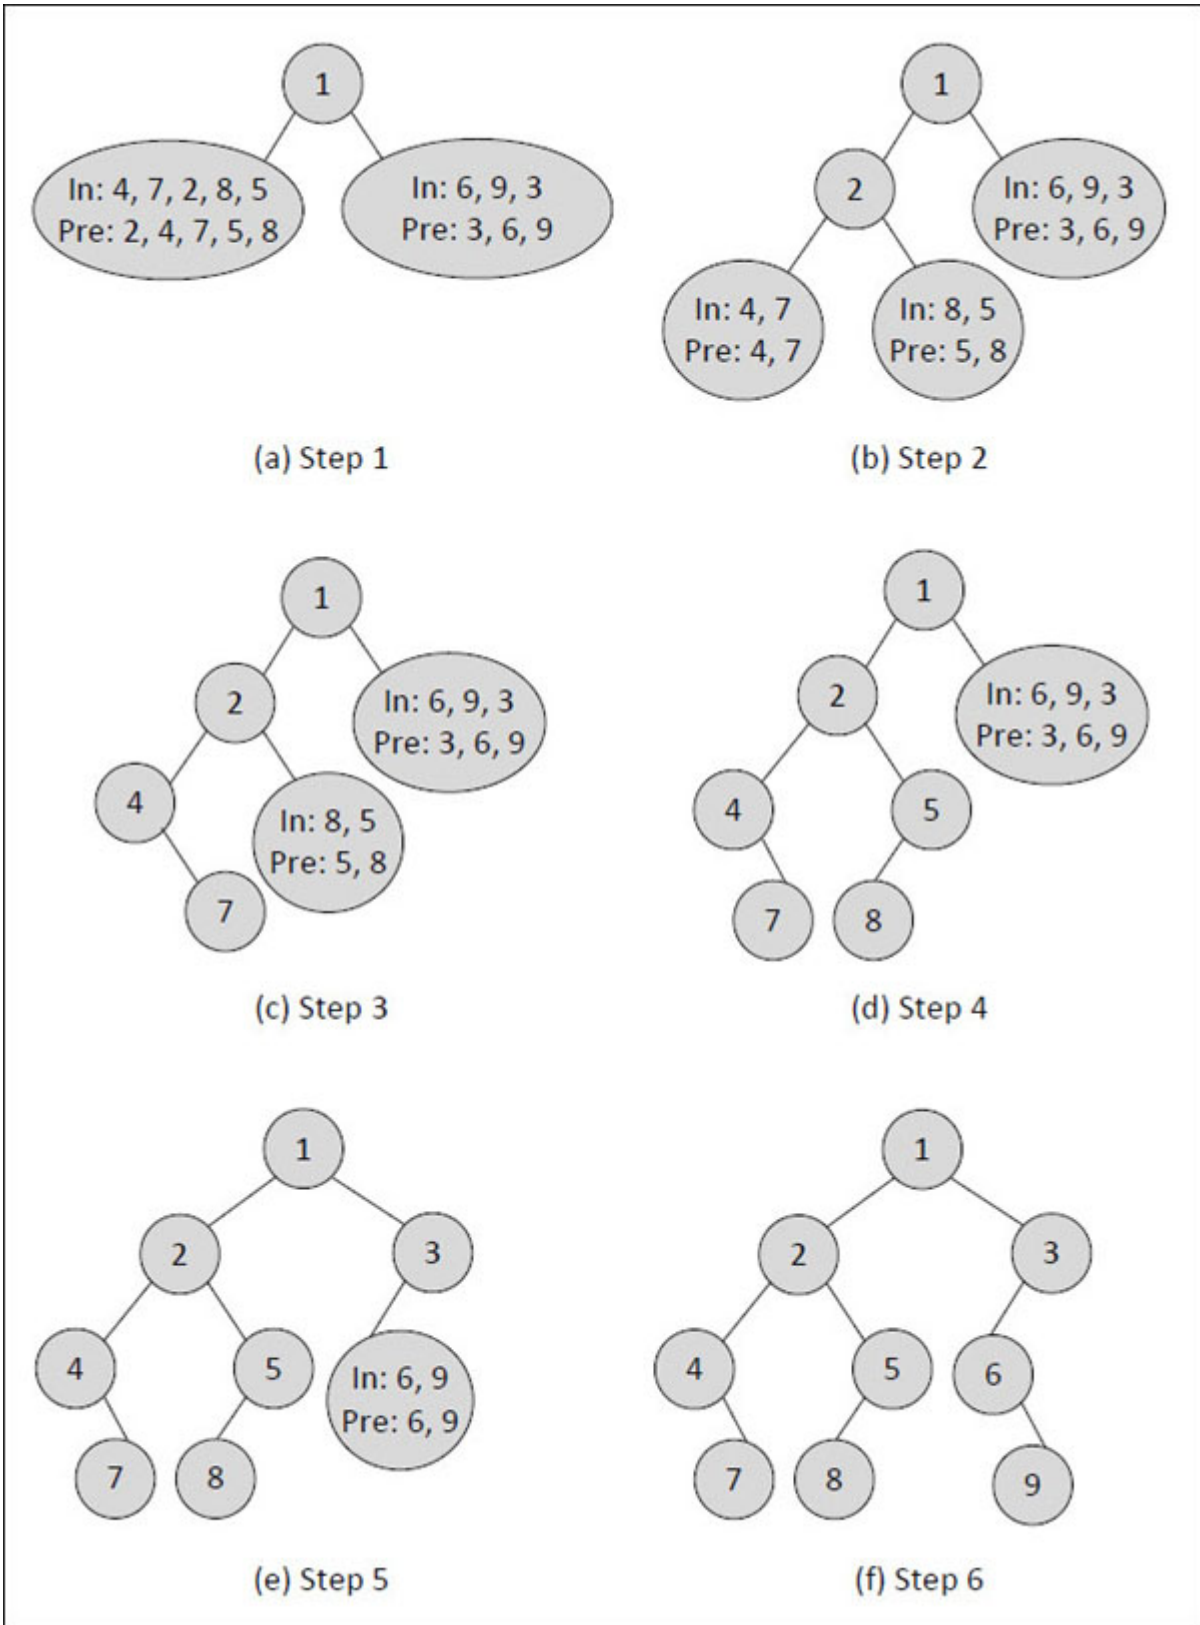 1
In: 4, 7, 2, 8, 5
Pre: 2, 4, 7, 5, 8
In: 6, 9, 3
Pre: 3, 6, 9
(a) Step 1
1
2
In: 6, 9, 3
Pre: 3, 6, 9
In: 4, 7
Pre: 4, 7
In: 8, 5
Pre: 5, 8
(b) Step 2
1
2
In: 6, 9, 3
Pre: 3, 6, 9
4
In: 8, 5
Pre: 5, 8
7
(c) Step 3
1
2
In: 6, 9, 3
Pre: 3, 6, 9
4
5
7
8
(d) Step 4
1
2
3
4
5
In: 6, 9
Pre: 6, 9
7
8
(e) Step 5
1
2
3
4
5
6
7
8
9
(f) Step 6